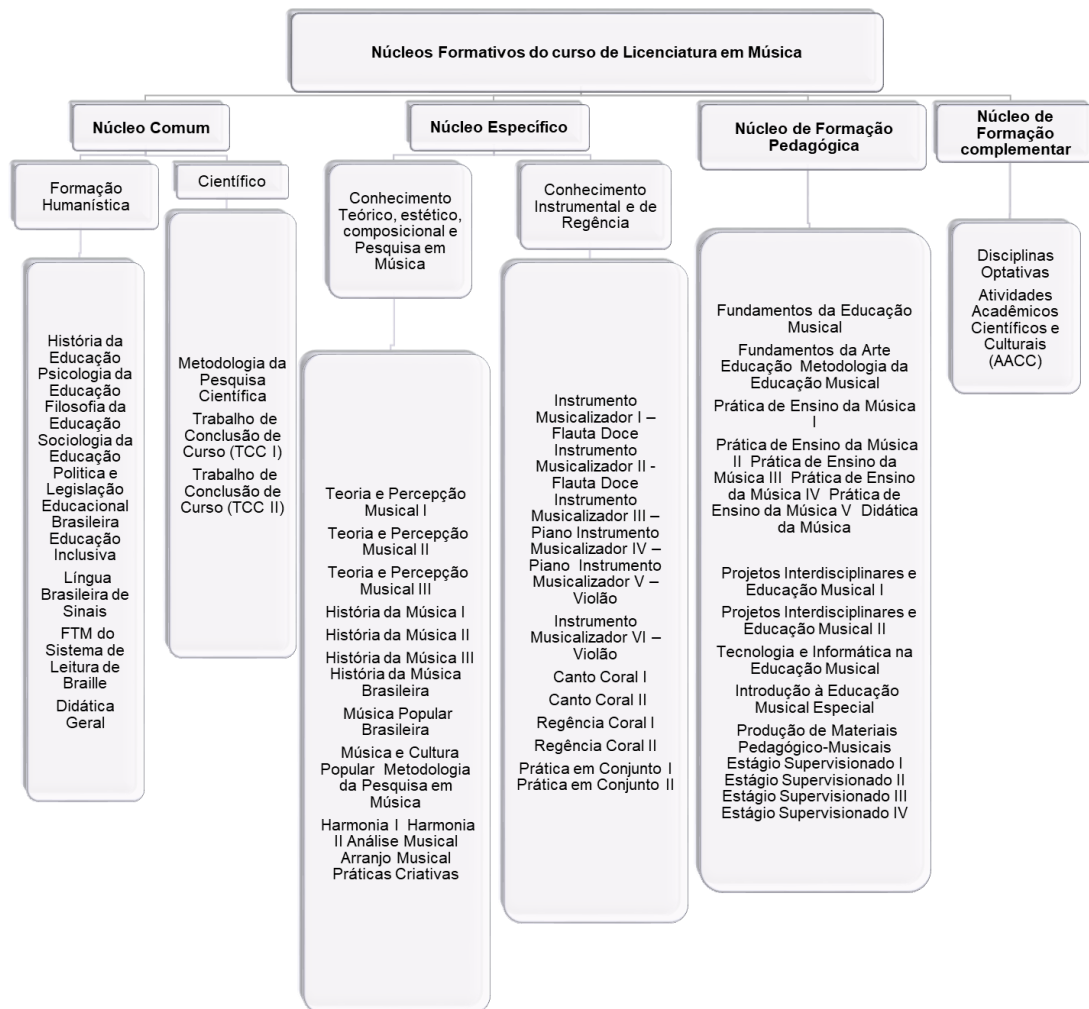 Núcleos Formativos do curso de Licenciatura em Música
Núcleo Comum
Formação
Humanística
História da
Educação
Psicologia da
Educação
Filosofia da
Educação
Sociologia da
Educação
Politica e
Legislação
Educacional
Brasileira
Educação
Inclusiva
Língua
Brasileira de
Sinais
FTM do
Sistema de
Leitura de
Braille
Didática
Geral
Científico
Metodologia da
Pesquisa
Científica
Trabalho de
Conclusão de
Curso (TCC I)
Trabalho de
Conclusão de
Curso (TCC II)
Núcleo Específico
Conhecimento
Teórico, estético,
composicional e
Pesquisa em
Música
Teoria e Percepção
Musical I
Teoria e Percepção
Musical II
Teoria e Percepção
Musical III
História da Música I
História da Música II
História da Música III
História da Música
Brasileira
Música Popular
Brasileira
Música e Cultura
Popular Metodologia
da Pesquisa em
Música
Harmonia I Harmonia
II Análise Musical
Arranjo Musical
Práticas Criativas
Conhecimento
Instrumental e de
Regência
Instrumento
Musicalizador I –
Flauta Doce
Instrumento
Musicalizador II -
Flauta Doce
Instrumento
Musicalizador III –
Piano Instrumento
Musicalizador IV –
Piano Instrumento
Musicalizador V –
Violão
Instrumento
Musicalizador VI –
Violão
Canto Coral I
Canto Coral II
Regência Coral I
Regência Coral II
Prática em Conjunto I
Prática em Conjunto II
Núcleo de Formação
Pedagógica
Fundamentos da Educação
Musical
Fundamentos da Arte
Educação Metodologia da
Educação Musical
Prática de Ensino da Música
I
Prática de Ensino da Música
II Prática de Ensino da
Música III Prática de Ensino
da Música IV Prática de
Ensino da Música V Didática
da Música
Projetos Interdisciplinares e
Educação Musical I
Projetos Interdisciplinares e
Educação Musical II
Tecnologia e Informática na
Educação Musical
Introdução à Educação
Musical Especial
Produção de Materiais
Pedagógico-Musicais
Estágio Supervisionado I
Estágio Supervisionado II
Estágio Supervisionado III
Estágio Supervisionado IV
Núcleo de
Formação
complementar
Disciplinas
Optativas
Atividades
Acadêmicos
Científicos e
Culturais
(AACC)